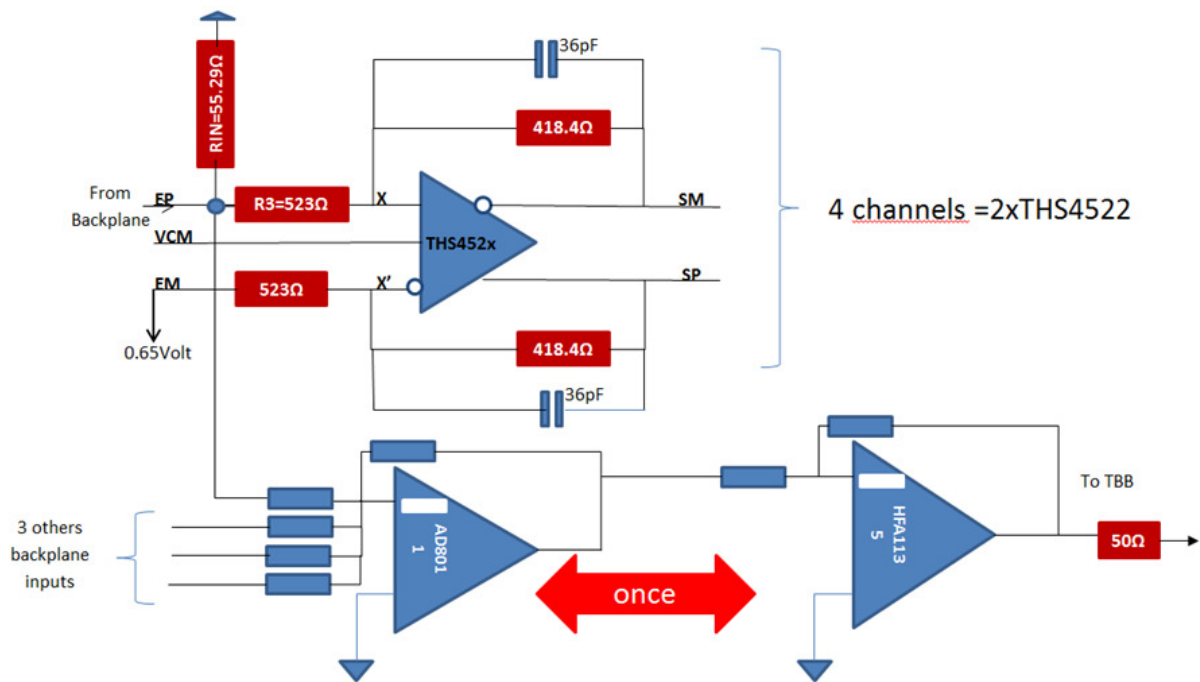 36pF
RIN=55.29Ω
418.4Ω
From
Backplane
EP
R3=523Ω
X
SM
4 channels =2xTHS4522
VCM
THS452x
EM
523Ω
X'
SP
0.65Volt
418.4Ω
36pF
To TBB
3 others
backplane
inputs
AD801
1
HFA113
5
50Ω
once